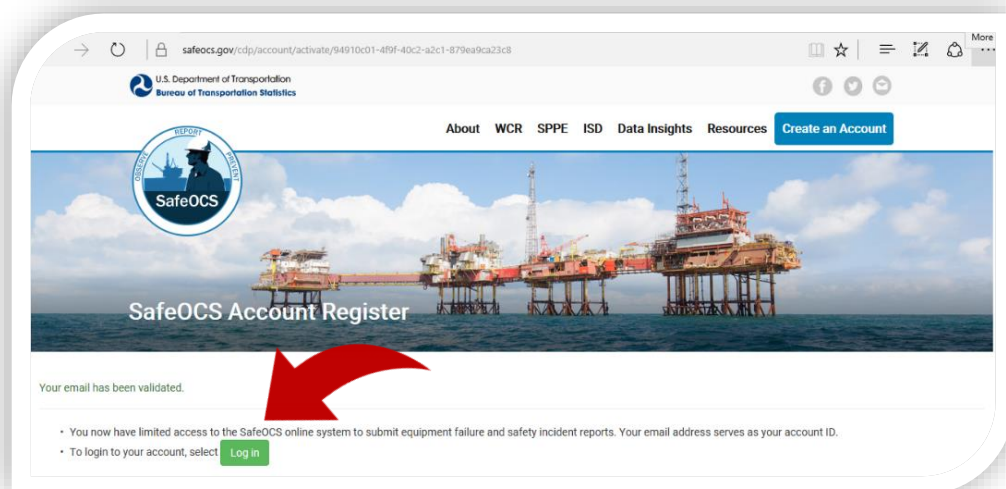 More
safeocs.gov/cdp/account/activate/94910c01-4f9f-40c2-a2c1-879ea9ca23c8
U.S. Department of Transportation
Bureau of Transportation Statistics
About WCR SPPE ISD Data Insights Resources Create an Account
OBSERVE REPORT PREVENT
SafeOCS
SafeOCS Account Register
Your email has been validated.
• You now have limited access to the SafeOCS online system to submit equipment failure and safety incident reports. Your email address serves as your account ID.
• To login to your account, select Log in